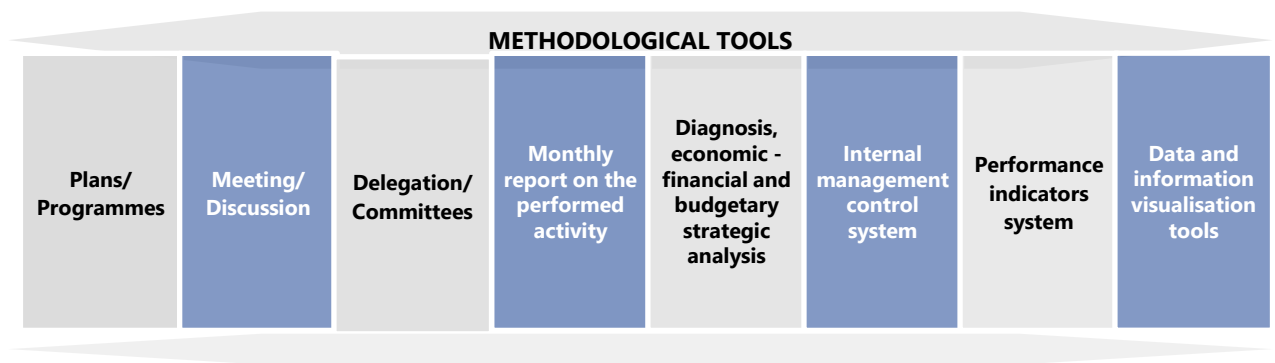 METHODOLOGICAL TOOLS
Plans/
Programmes
Meeting/
Discussion
Delegation/
Committees
Monthly
report on the
performed
activity
Diagnosis,
economic -
financial and
budgetary
strategic
analysis
Internal
management
control
system
Performance
indicators
system
Data and
information
visualisation
tools